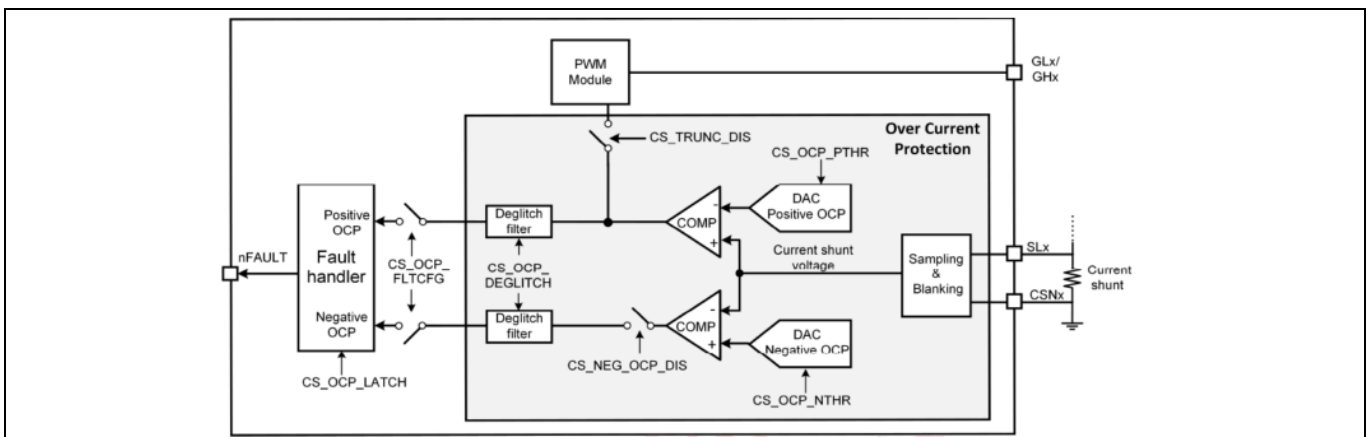 PWM
Module
GLx/
GHx
CS_TRUNC_DIS
Over Current
Protection
CS_OCP_PTHR
DAC
Positive OCP
-
COMP
+
Deglitch
filter
Positive
OCP
Fault
handler
nFAULT
CS_OCP_
FLTCFG
CS_OCP_
DEGLITCH
Current shunt
voltage
Sampling
&
Blanking
SLx
Current
shunt
CSNx
Negative
OCP
Deglitch
filter
-
COMP
+
DAC
Negative OCP
CS_NEG_OCP_DIS
CS_OCP_LATCH
CS_OCP_NTHR